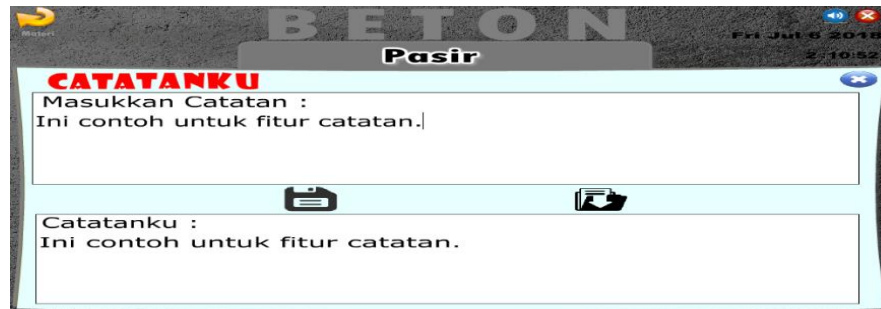 BETON
Materi
Fri Jul 6 2018
Pasir
2:10:52
CATATANKU
Masukkan Catatan :
Ini contoh untuk fitur catatan.
Catatanku :
Ini contoh untuk fitur catatan.